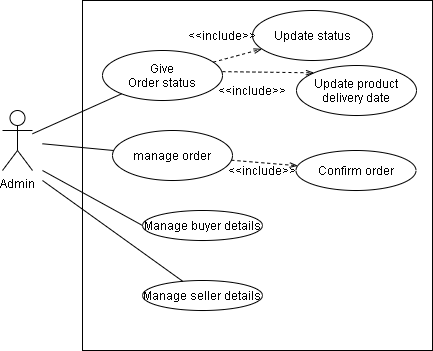 <<include>>
Update status
Give
Order status
<<include>>
Update product
delivery date
manage order
<<include>>
Confirm order
Admin
Manage buyer details
Manage seller details